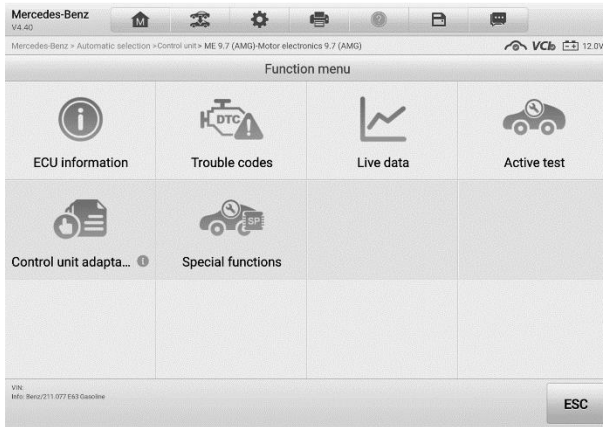 Mercedes-Benz
V4.40
M
?
Mercedes-Benz > Automatic selection > Control unit > ME 9.7 (AMG)-Motor electronics 9.7 (AMG)
VCI
12.0V
Function menu
i
DTC
ECU information
Trouble codes
Live data
Active test
SP
Control unit adapta...
i
Special functions
VIN:
Info: Benz/211.077 E63 Gasoline
ESC